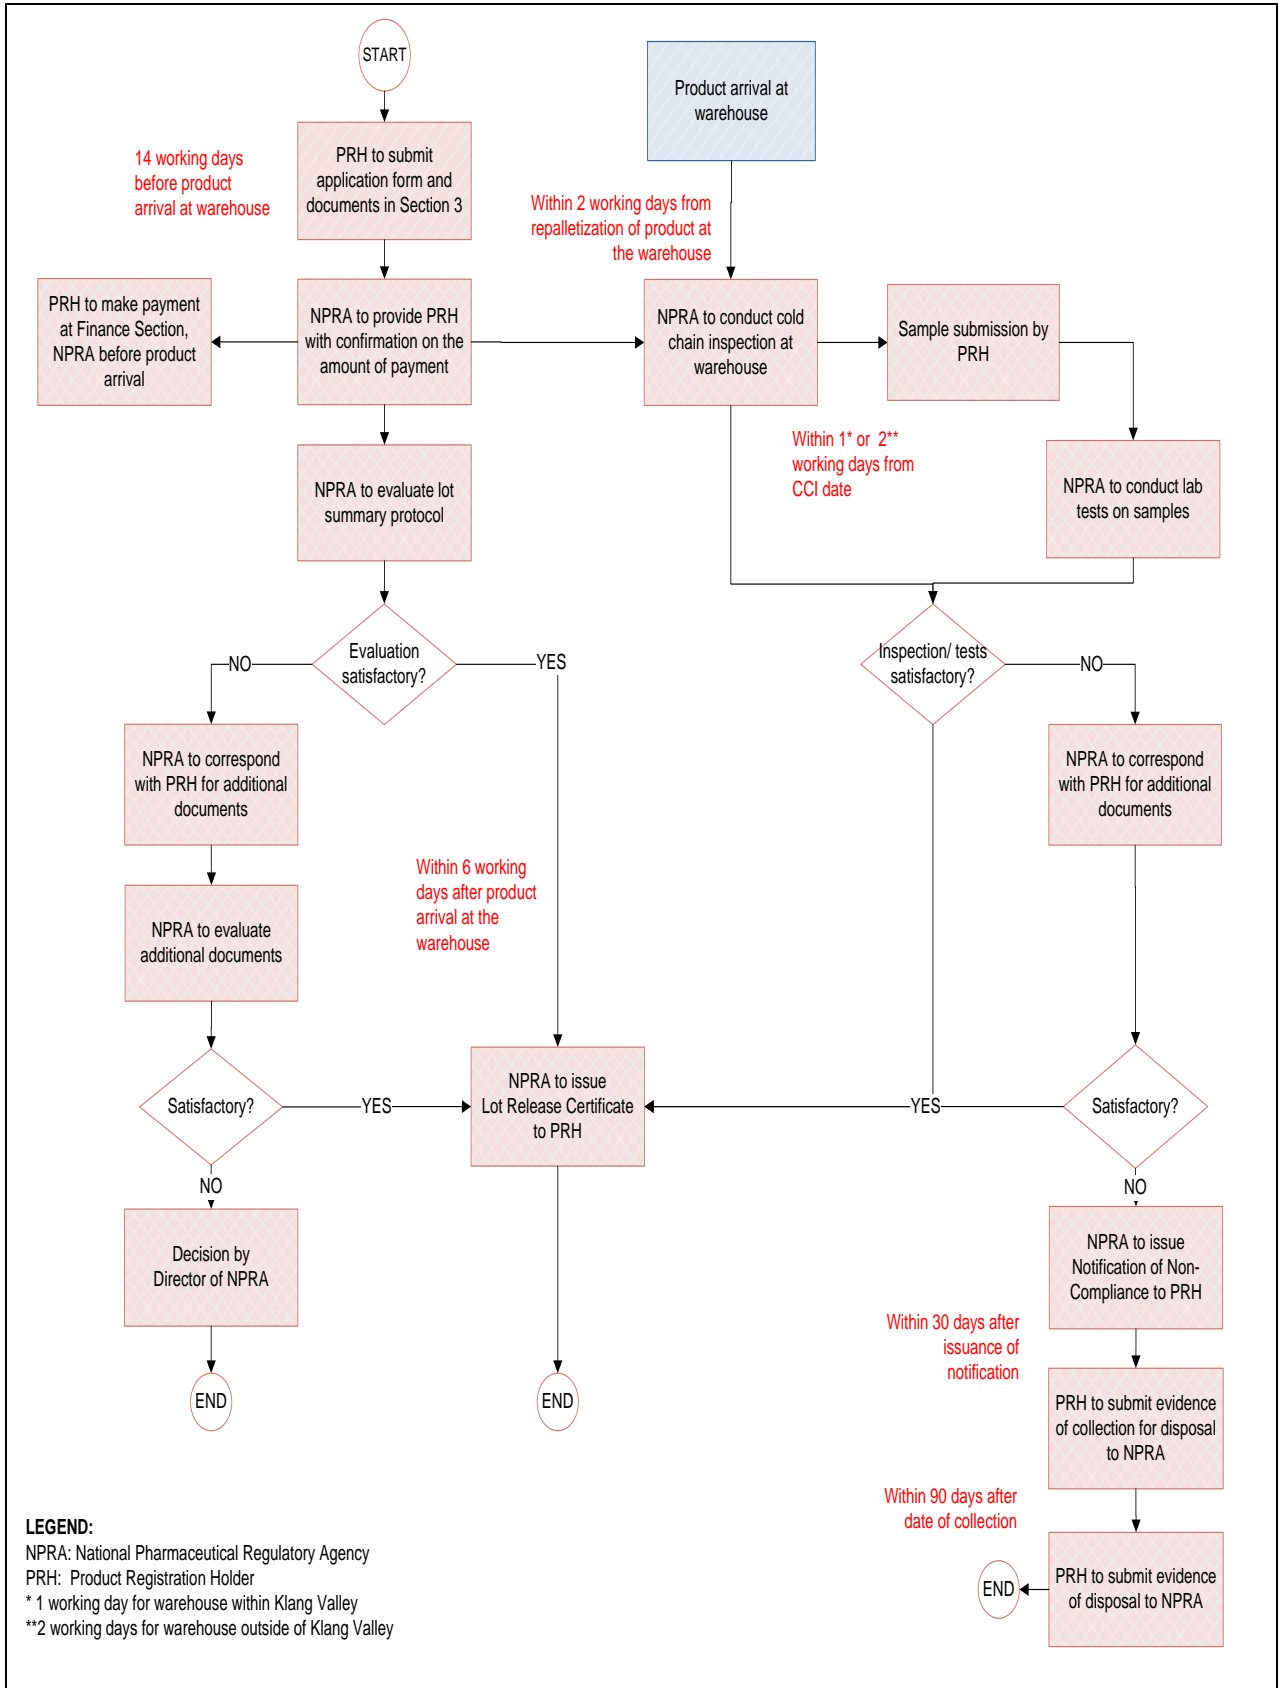 START
Product arrival at
warehouse
14 working days
before product
arrival at warehouse
PRH to submit
application form and
documents in Section 3
Within 2 working days from
repalletization of product at
the warehouse
PRH to make payment
at Finance Section,
NPRA before product
arrival
NPRA to provide PRH
with confirmation on the
amount of payment
NPRA to conduct cold
chain inspection at
warehouse
Sample submission by
PRH
Within 1* or 2**
working days from
CCI date
NPRA to evaluate lot
summary protocol
NPRA to conduct lab
tests on samples
Evaluation
satisfactory?
NO
YES
Inspection/ tests
satisfactory?
NO
NPRA to correspond
with PRH for additional
documents
NPRA to correspond
with PRH for additional
documents
Within 6 working
days after product
arrival at the
warehouse
NPRA to evaluate
additional documents
Satisfactory?
YES
NPRA to issue
Lot Release Certificate
to PRH
YES
Satisfactory?
NO
NO
Decision by
Director of NPRA
NPRA to issue
Notification of Non-
Compliance to PRH
Within 30 days after
issuance of
notification
END
END
PRH to submit evidence
of collection for disposal
to NPRA
Within 90 days after
date of collection
END
PRH to submit evidence
of disposal to NPRA
LEGEND:
NPRA: National Pharmaceutical Regulatory Agency
PRH: Product Registration Holder
* 1 working day for warehouse within Klang Valley
**2 working days for warehouse outside of Klang Valley